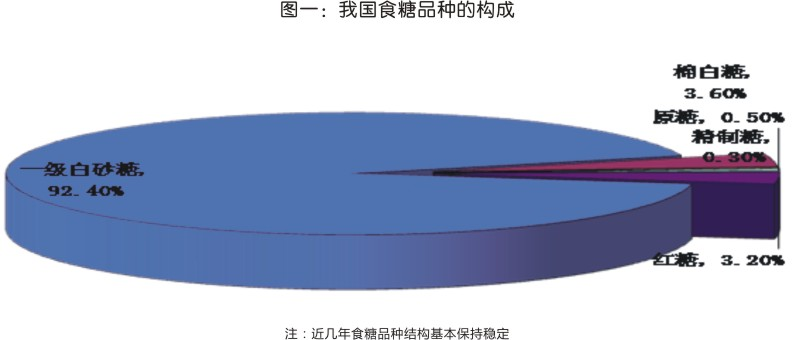 图一：我国食糖品种的构成
棉白糖，
3.60%
原糖，0.50%
精制糖，
0.30%
一级白砂糖，
92.40%
红糖，3.20%
注：近几年食糖品种结构基本保持稳定